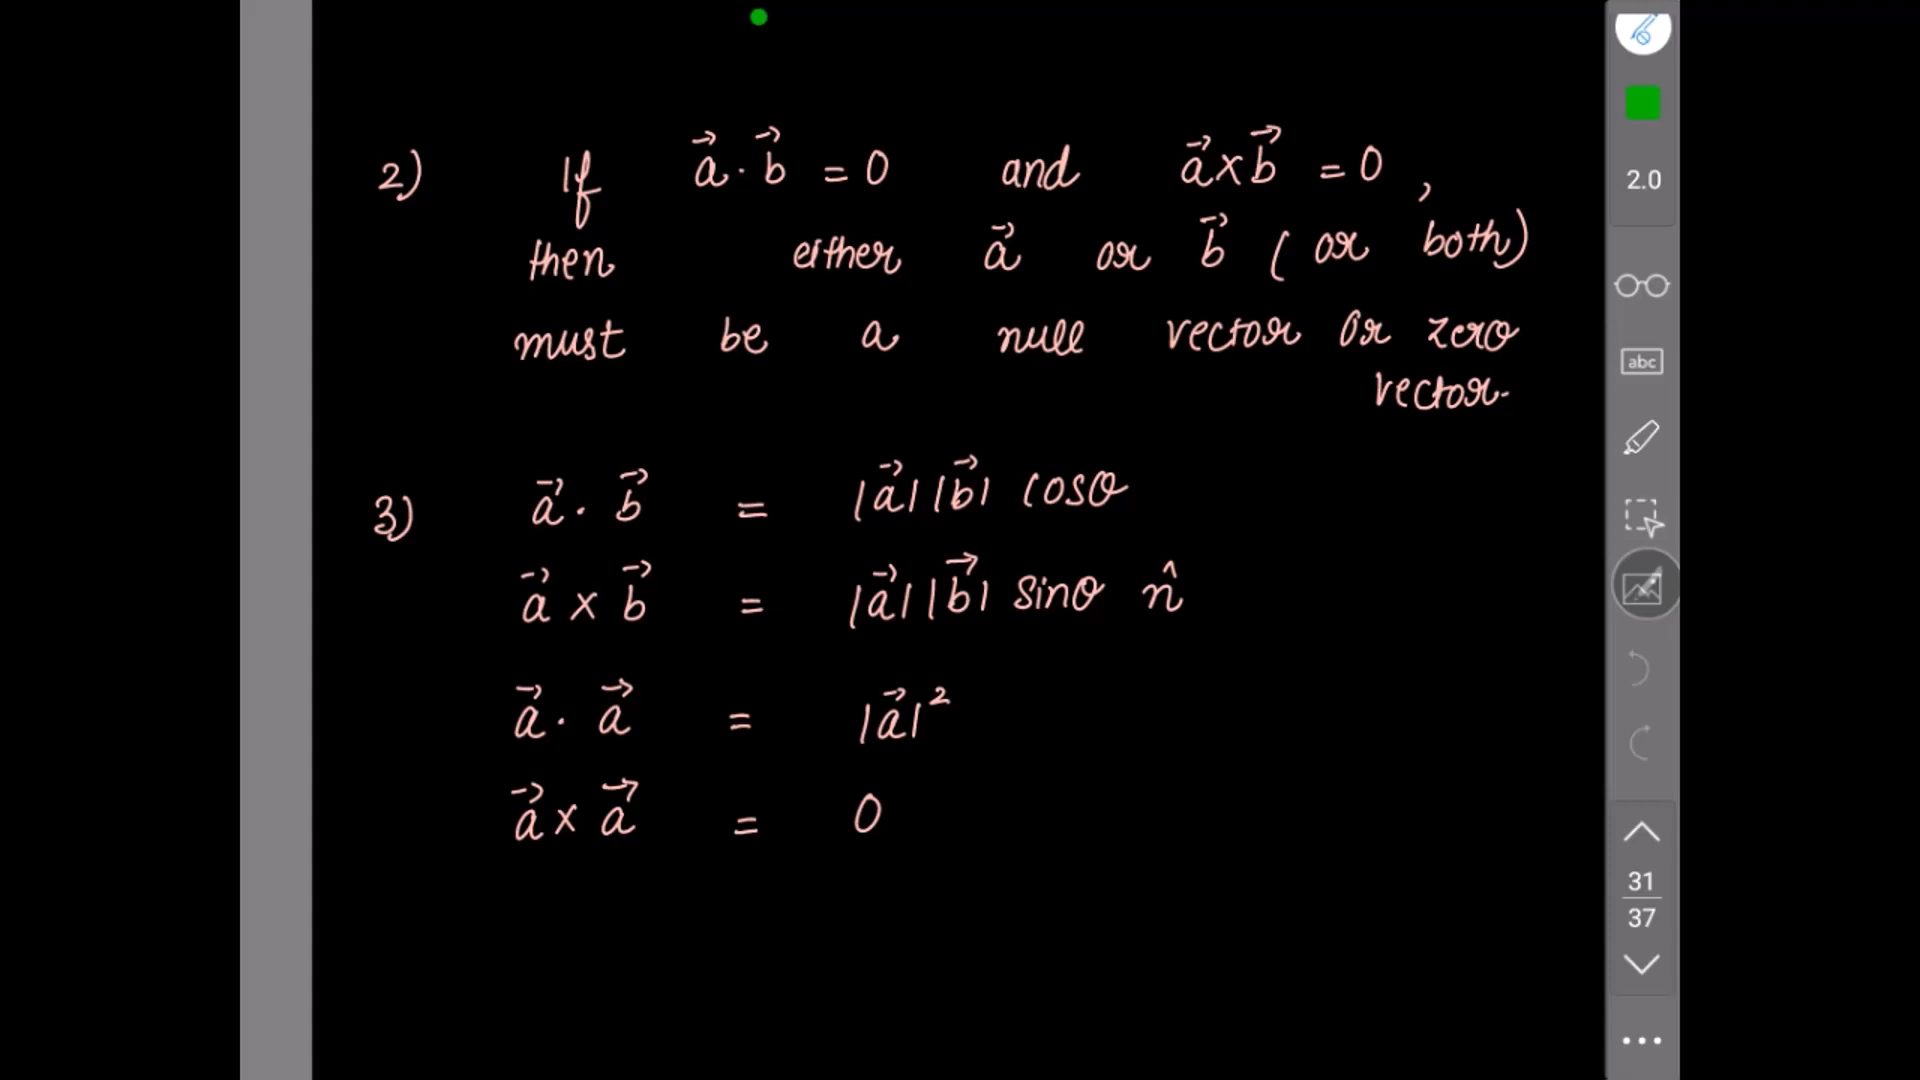 2) If a⃗ · b⃗ = 0 and a⃗ × b⃗ = 0 ,
then either a⃗ or b⃗ ( or both)
must be a null vector or zero
vector.
3) a⃗ · b⃗ = |a⃗| |b⃗| cosθ
a⃗ × b⃗ = |a⃗| |b⃗| sinθ n̂
a⃗ · a⃗ = |a⃗|²
a⃗ × a⃗ = 0
2.0
abc
31
37